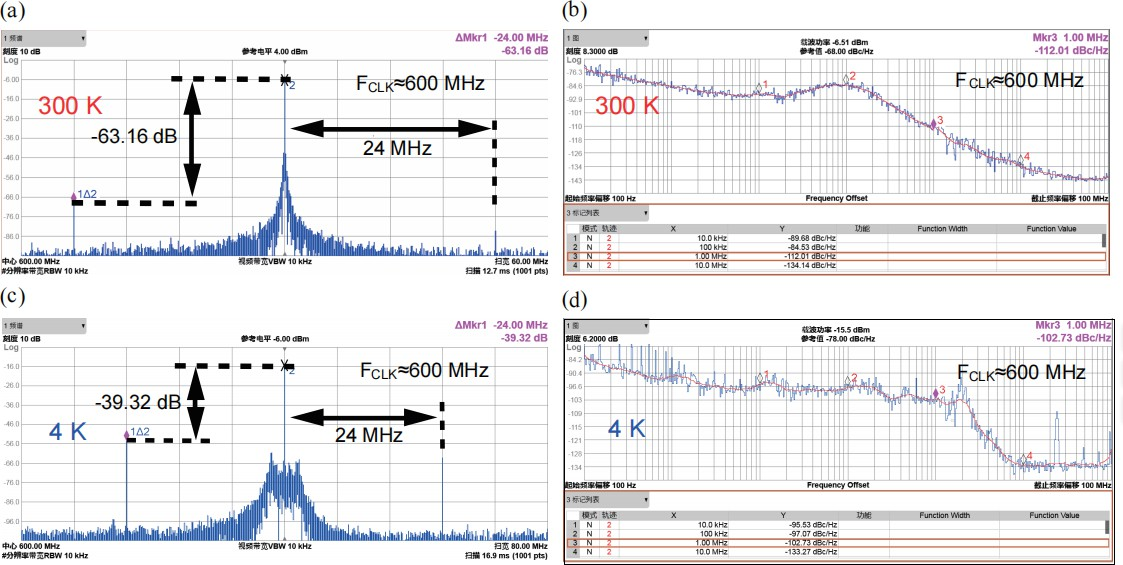 (a)
1 频谱
刻度 10 dB
参考电平 4.00 dBm
ΔMkr1 -24.00 MHz
-63.16 dB
Log
-6.00
-16.0
-26.0
-36.0
-46.0
-56.0
-66.0
-76.0
-86.0
300 K
-63.16 dB
FCLK≈600 MHz
24 MHz
1Δ2
2
中心 600.00 MHz
#分辨率带宽RBW 10 kHz
视频带宽VBW 10 kHz
扫宽 60.00 MHz
扫描 12.7 ms (1001 pts)
(b)
1 图
刻度 8.3000 dB
载波功率 -6.51 dBm
参考值 -68.00 dBc/Hz
Mkr3 1.00 MHz
-112.01 dBc/Hz
Log
-76.3
-84.6
-92.9
-101
-110
-118
-126
-134
-143
300 K
FCLK≈600 MHz
1
2
3
4
起始频率偏移 100 Hz
Frequency Offset
截止频率偏移 100 MHz
3 标记列表
模式 轨迹 X Y 功能 Function Width Function Value
1 N 2 10.0 kHz -89.68 dBc/Hz
2 N 2 100 kHz -84.53 dBc/Hz
3 N 2 1.00 MHz -112.01 dBc/Hz
4 N 2 10.0 MHz -134.14 dBc/Hz
(c)
1 频谱
刻度 10 dB
参考电平 -6.00 dBm
ΔMkr1 -24.00 MHz
-39.32 dB
Log
-16.0
-26.0
-36.0
-46.0
-56.0
-66.0
-76.0
-86.0
-96.0
4 K
-39.32 dB
FCLK≈600 MHz
24 MHz
1Δ2
2
中心 600.00 MHz
#分辨率带宽RBW 10 kHz
视频带宽VBW 10 kHz
扫宽 80.00 MHz
扫描 16.9 ms (1001 pts)
(d)
1 图
刻度 6.2000 dB
载波功率 -15.5 dBm
参考值 -78.00 dBc/Hz
Mkr3 1.00 MHz
-102.73 dBc/Hz
Log
-84.2
-90.4
-96.6
-103
-109
-115
-121
-128
-134
4 K
FCLK≈600 MHz
1
2
3
4
起始频率偏移 100 Hz
Frequency Offset
截止频率偏移 100 MHz
3 标记列表
模式 轨迹 X Y 功能 Function Width Function Value
1 N 2 10.0 kHz -95.53 dBc/Hz
2 N 2 100 kHz -97.07 dBc/Hz
3 N 2 1.00 MHz -102.73 dBc/Hz
4 N 2 10.0 MHz -133.27 dBc/Hz